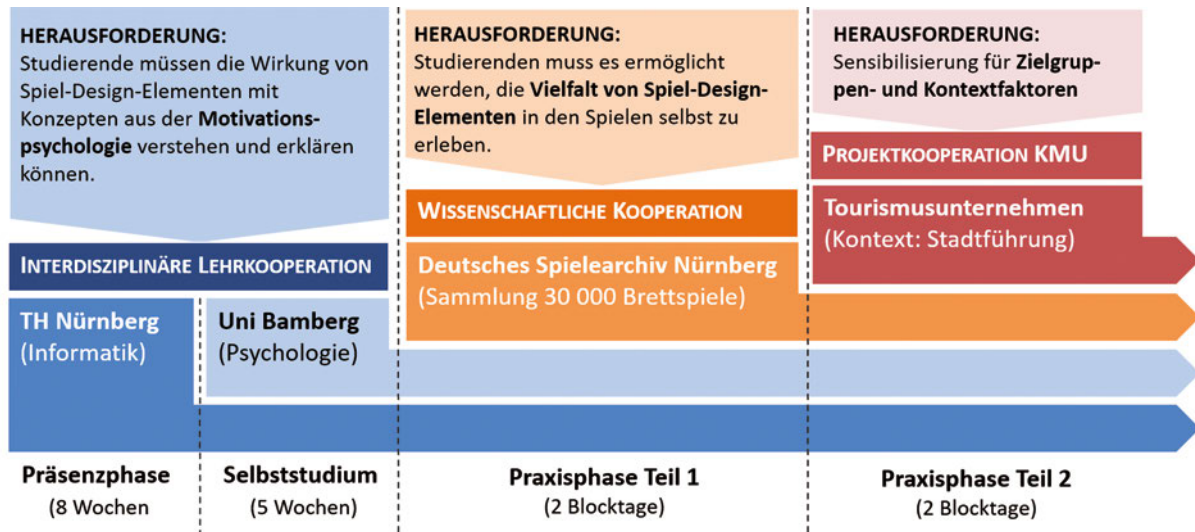 HERAUSFORDERUNG:
Studierende müssen die Wirkung von
Spiel-Design-Elementen mit
Konzepten aus der Motivations-
psychologie verstehen und erklären
können.
INTERDISZIPLINÄRE LEHRKOOPERATION
TH Nürnberg
(Informatik)
Uni Bamberg
(Psychologie)
HERAUSFORDERUNG:
Studierenden muss es ermöglicht
werden, die Vielfalt von Spiel-Design-
Elementen in den Spielen selbst zu
erleben.
WISSENSCHAFTLICHE KOOPERATION
Deutsches Spielearchiv Nürnberg
(Sammlung 30 000 Brettspiele)
HERAUSFORDERUNG:
Sensibilisierung für Zielgrup-
pen- und Kontextfaktoren
PROJEKTKOOPERATION KMU
Tourismusunternehmen
(Kontext: Stadtführung)
Präsenzphase
(8 Wochen
Selbststudium
(5 Wochen)
Praxisphase Teil 1
(2 Blocktage)
Praxisphase Teil 2
(2 Blocktage)